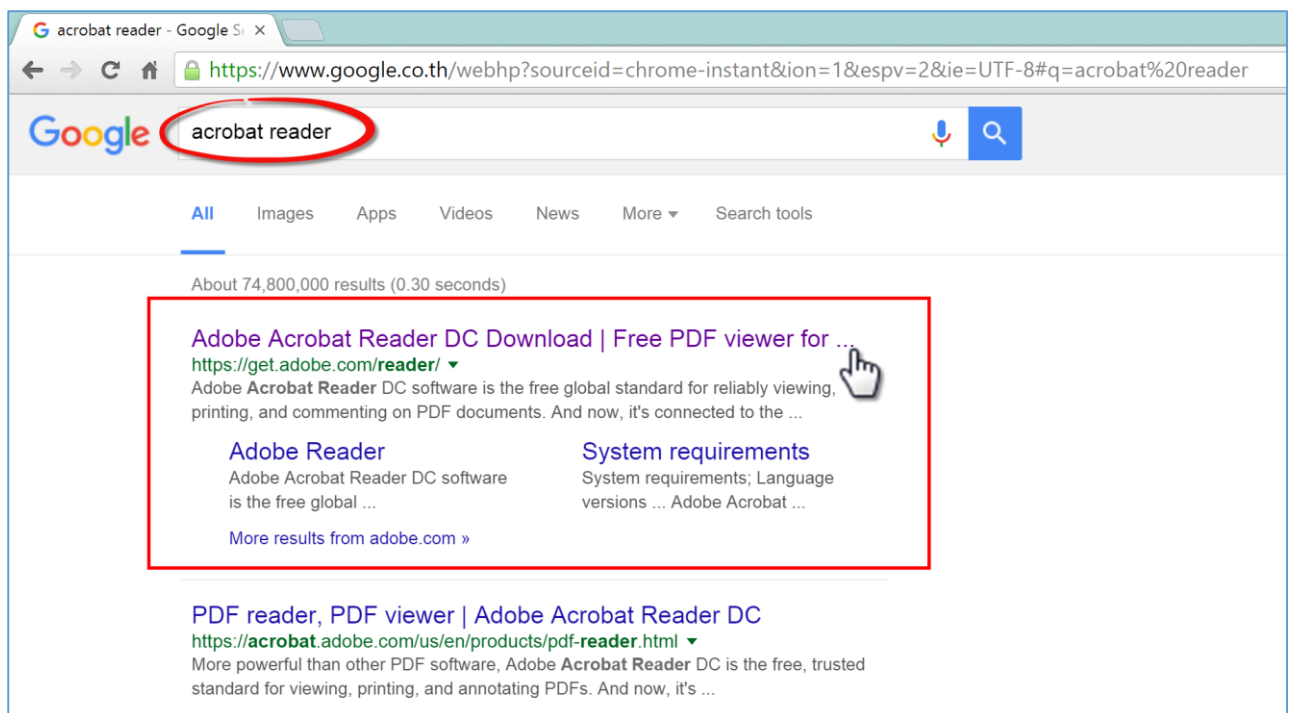 acrobat reader - Google S
https://www.google.co.th/webhp?sourceid=chrome-instant&ion=1&espv=2&ie=UTF-8#q=acrobat%20reader
Google acrobat reader
All Images Apps Videos News More Search tools
About 74,800,000 results (0.30 seconds)
Adobe Acrobat Reader DC Download | Free PDF viewer for ...
https://get.adobe.com/reader/
Adobe Acrobat Reader DC software is the free global standard for reliably viewing,
printing, and commenting on PDF documents. And now, it's connected to the ...
Adobe Reader
Adobe Acrobat Reader DC software
is the free global ...
System requirements
System requirements; Language
versions ... Adobe Acrobat ...
More results from adobe.com »
PDF reader, PDF viewer | Adobe Acrobat Reader DC
https://acrobat.adobe.com/us/en/products/pdf-reader.html
More powerful than other PDF software, Adobe Acrobat Reader DC is the free, trusted
standard for viewing, printing, and annotating PDFs. And now, it's ...